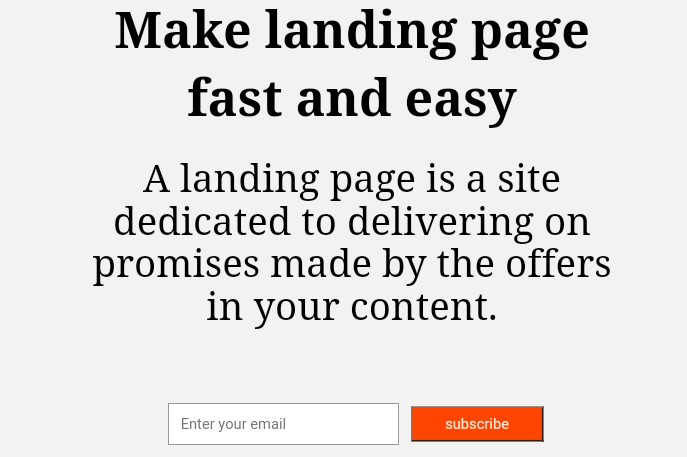 Make landing page
fast and easy
A landing page is a site
dedicated to delivering on
promises made by the offers
in your content.
Enter your email
subscribe